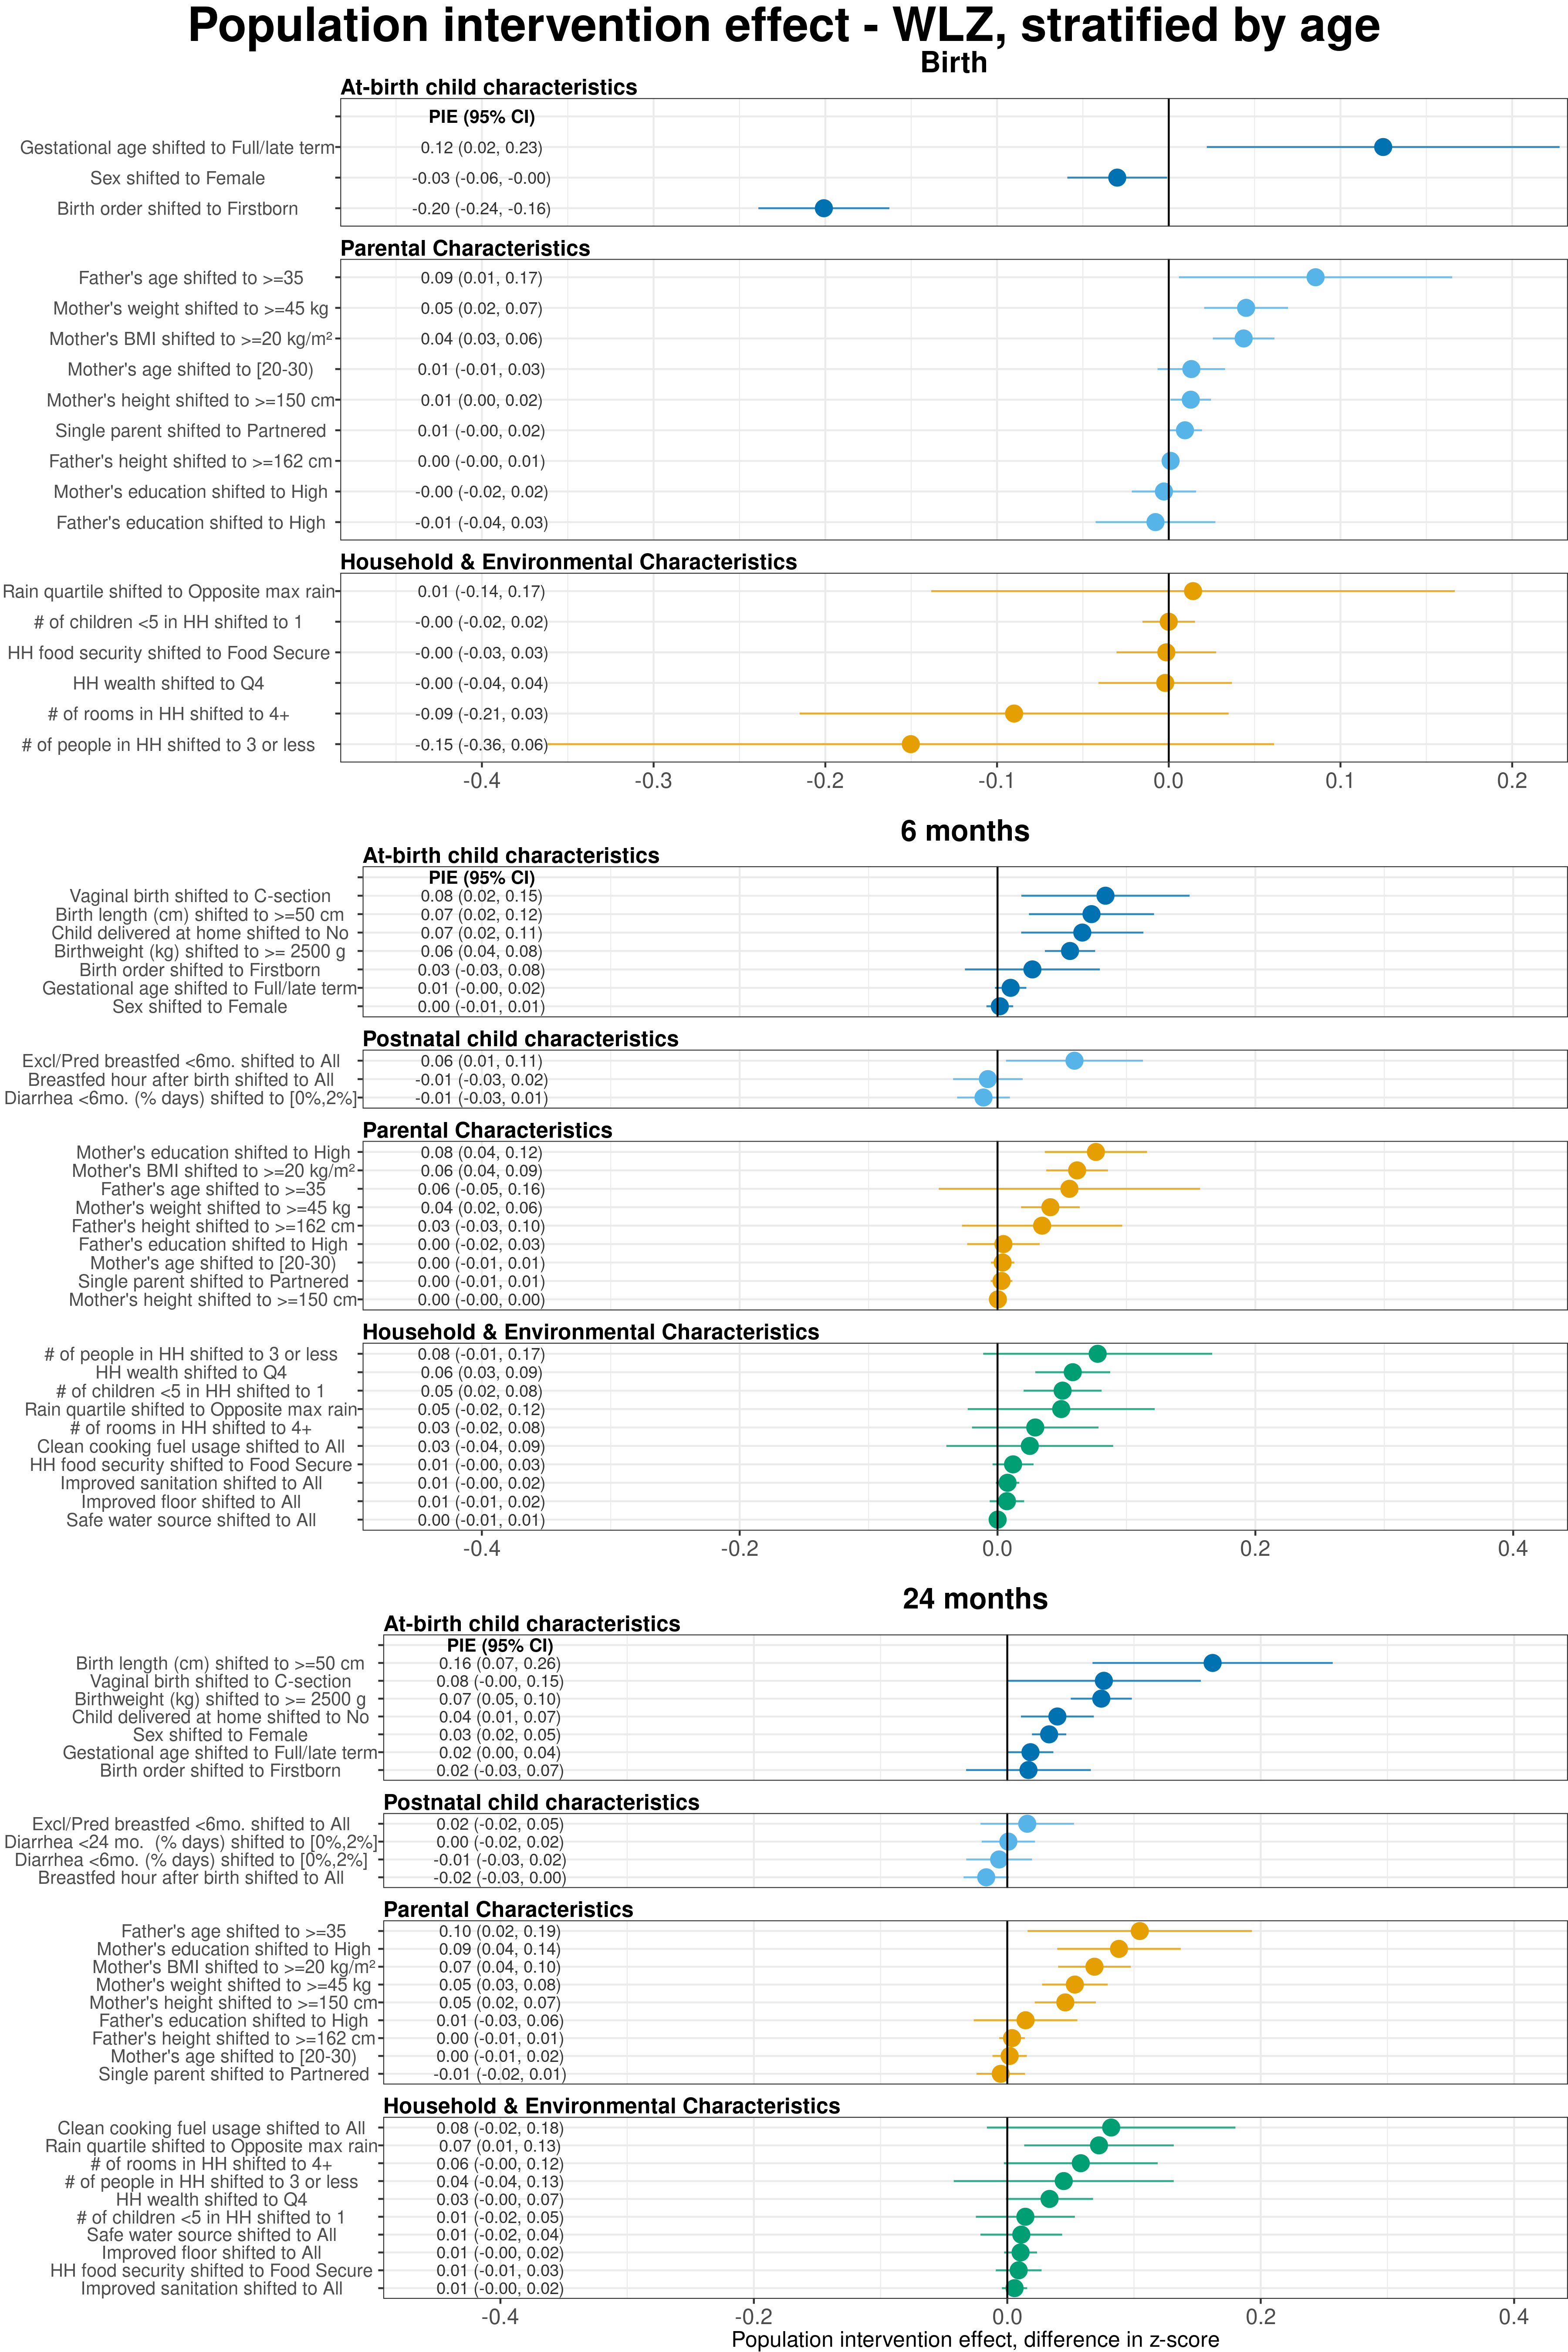 Population intervention effect - WLZ, stratified by age
Birth
At-birth child characteristics
PIE (95% CI)
Gestational age shifted to Full/late term 0.12 (0.02, 0.23)
Sex shifted to Female -0.03 (-0.06, -0.00)
Birth order shifted to Firstborn -0.20 (-0.24, -0.16)
Parental Characteristics
Father's age shifted to >=35 0.09 (0.01, 0.17)
Mother's weight shifted to >=45 kg 0.05 (0.02, 0.07)
Mother's BMI shifted to >=20 kg/m² 0.04 (0.03, 0.06)
Mother's age shifted to [20-30) 0.01 (-0.01, 0.03)
Mother's height shifted to >=150 cm 0.01 (0.00, 0.02)
Single parent shifted to Partnered 0.01 (-0.00, 0.02)
Father's height shifted to >=162 cm 0.00 (-0.00, 0.01)
Mother's education shifted to High -0.00 (-0.02, 0.02)
Father's education shifted to High -0.01 (-0.04, 0.03)
Household & Environmental Characteristics
Rain quartile shifted to Opposite max rain 0.01 (-0.14, 0.17)
# of children <5 in HH shifted to 1 -0.00 (-0.02, 0.02)
HH food security shifted to Food Secure -0.00 (-0.03, 0.03)
HH wealth shifted to Q4 -0.00 (-0.04, 0.04)
# of rooms in HH shifted to 4+ -0.09 (-0.21, 0.03)
# of people in HH shifted to 3 or less -0.15 (-0.36, 0.06)
-0.4 -0.3 -0.2 -0.1 0.0 0.1 0.2
6 months
At-birth child characteristics
PIE (95% CI)
Vaginal birth shifted to C-section 0.08 (0.02, 0.15)
Birth length (cm) shifted to >=50 cm 0.07 (0.02, 0.12)
Child delivered at home shifted to No 0.07 (0.02, 0.11)
Birthweight (kg) shifted to >= 2500 g 0.06 (0.04, 0.08)
Birth order shifted to Firstborn 0.03 (-0.03, 0.08)
Gestational age shifted to Full/late term 0.01 (-0.00, 0.02)
Sex shifted to Female 0.00 (-0.01, 0.01)
Postnatal child characteristics
Excl/Pred breastfed <6mo. shifted to All 0.06 (0.01, 0.11)
Breastfed hour after birth shifted to All -0.01 (-0.03, 0.02)
Diarrhea <6mo. (% days) shifted to [0%,2%] -0.01 (-0.03, 0.01)
Parental Characteristics
Mother's education shifted to High 0.08 (0.04, 0.12)
Mother's BMI shifted to >=20 kg/m² 0.06 (0.04, 0.09)
Father's age shifted to >=35 0.06 (-0.05, 0.16)
Mother's weight shifted to >=45 kg 0.04 (0.02, 0.06)
Father's height shifted to >=162 cm 0.03 (-0.03, 0.10)
Father's education shifted to High 0.00 (-0.02, 0.03)
Mother's age shifted to [20-30) 0.00 (-0.01, 0.01)
Single parent shifted to Partnered 0.00 (-0.01, 0.01)
Mother's height shifted to >=150 cm 0.00 (-0.00, 0.00)
Household & Environmental Characteristics
# of people in HH shifted to 3 or less 0.08 (-0.01, 0.17)
HH wealth shifted to Q4 0.06 (0.03, 0.09)
# of children <5 in HH shifted to 1 0.05 (0.02, 0.08)
Rain quartile shifted to Opposite max rain 0.05 (-0.02, 0.12)
# of rooms in HH shifted to 4+ 0.03 (-0.02, 0.08)
Clean cooking fuel usage shifted to All 0.03 (-0.04, 0.09)
HH food security shifted to Food Secure 0.01 (-0.00, 0.03)
Improved sanitation shifted to All 0.01 (-0.00, 0.02)
Improved floor shifted to All 0.01 (-0.01, 0.02)
Safe water source shifted to All 0.00 (-0.01, 0.01)
-0.4 -0.2 0.0 0.2 0.4
24 months
At-birth child characteristics
PIE (95% CI)
Birth length (cm) shifted to >=50 cm 0.16 (0.07, 0.26)
Vaginal birth shifted to C-section 0.08 (-0.00, 0.15)
Birthweight (kg) shifted to >= 2500 g 0.07 (0.05, 0.10)
Child delivered at home shifted to No 0.04 (0.01, 0.07)
Sex shifted to Female 0.03 (0.02, 0.05)
Gestational age shifted to Full/late term 0.02 (0.00, 0.04)
Birth order shifted to Firstborn 0.02 (-0.03, 0.07)
Postnatal child characteristics
Excl/Pred breastfed <6mo. shifted to All 0.02 (-0.02, 0.05)
Diarrhea <24 mo. (% days) shifted to [0%,2%] 0.00 (-0.02, 0.02)
Diarrhea <6mo. (% days) shifted to [0%,2%] -0.01 (-0.03, 0.02)
Breastfed hour after birth shifted to All -0.02 (-0.03, 0.00)
Parental Characteristics
Father's age shifted to >=35 0.10 (0.02, 0.19)
Mother's education shifted to High 0.09 (0.04, 0.14)
Mother's BMI shifted to >=20 kg/m² 0.07 (0.04, 0.10)
Mother's weight shifted to >=45 kg 0.05 (0.03, 0.08)
Mother's height shifted to >=150 cm 0.05 (0.02, 0.07)
Father's education shifted to High 0.01 (-0.03, 0.06)
Father's height shifted to >=162 cm 0.00 (-0.01, 0.01)
Mother's age shifted to [20-30) 0.00 (-0.01, 0.02)
Single parent shifted to Partnered -0.01 (-0.02, 0.01)
Household & Environmental Characteristics
Clean cooking fuel usage shifted to All 0.08 (-0.02, 0.18)
Rain quartile shifted to Opposite max rain 0.07 (0.01, 0.13)
# of rooms in HH shifted to 4+ 0.06 (-0.00, 0.12)
# of people in HH shifted to 3 or less 0.04 (-0.04, 0.13)
HH wealth shifted to Q4 0.03 (-0.00, 0.07)
# of children <5 in HH shifted to 1 0.01 (-0.02, 0.05)
Safe water source shifted to All 0.01 (-0.02, 0.04)
Improved floor shifted to All 0.01 (-0.00, 0.02)
HH food security shifted to Food Secure 0.01 (-0.01, 0.03)
Improved sanitation shifted to All 0.01 (-0.00, 0.02)
-0.4 -0.2 0.0 0.2 0.4
Population intervention effect, difference in z-score